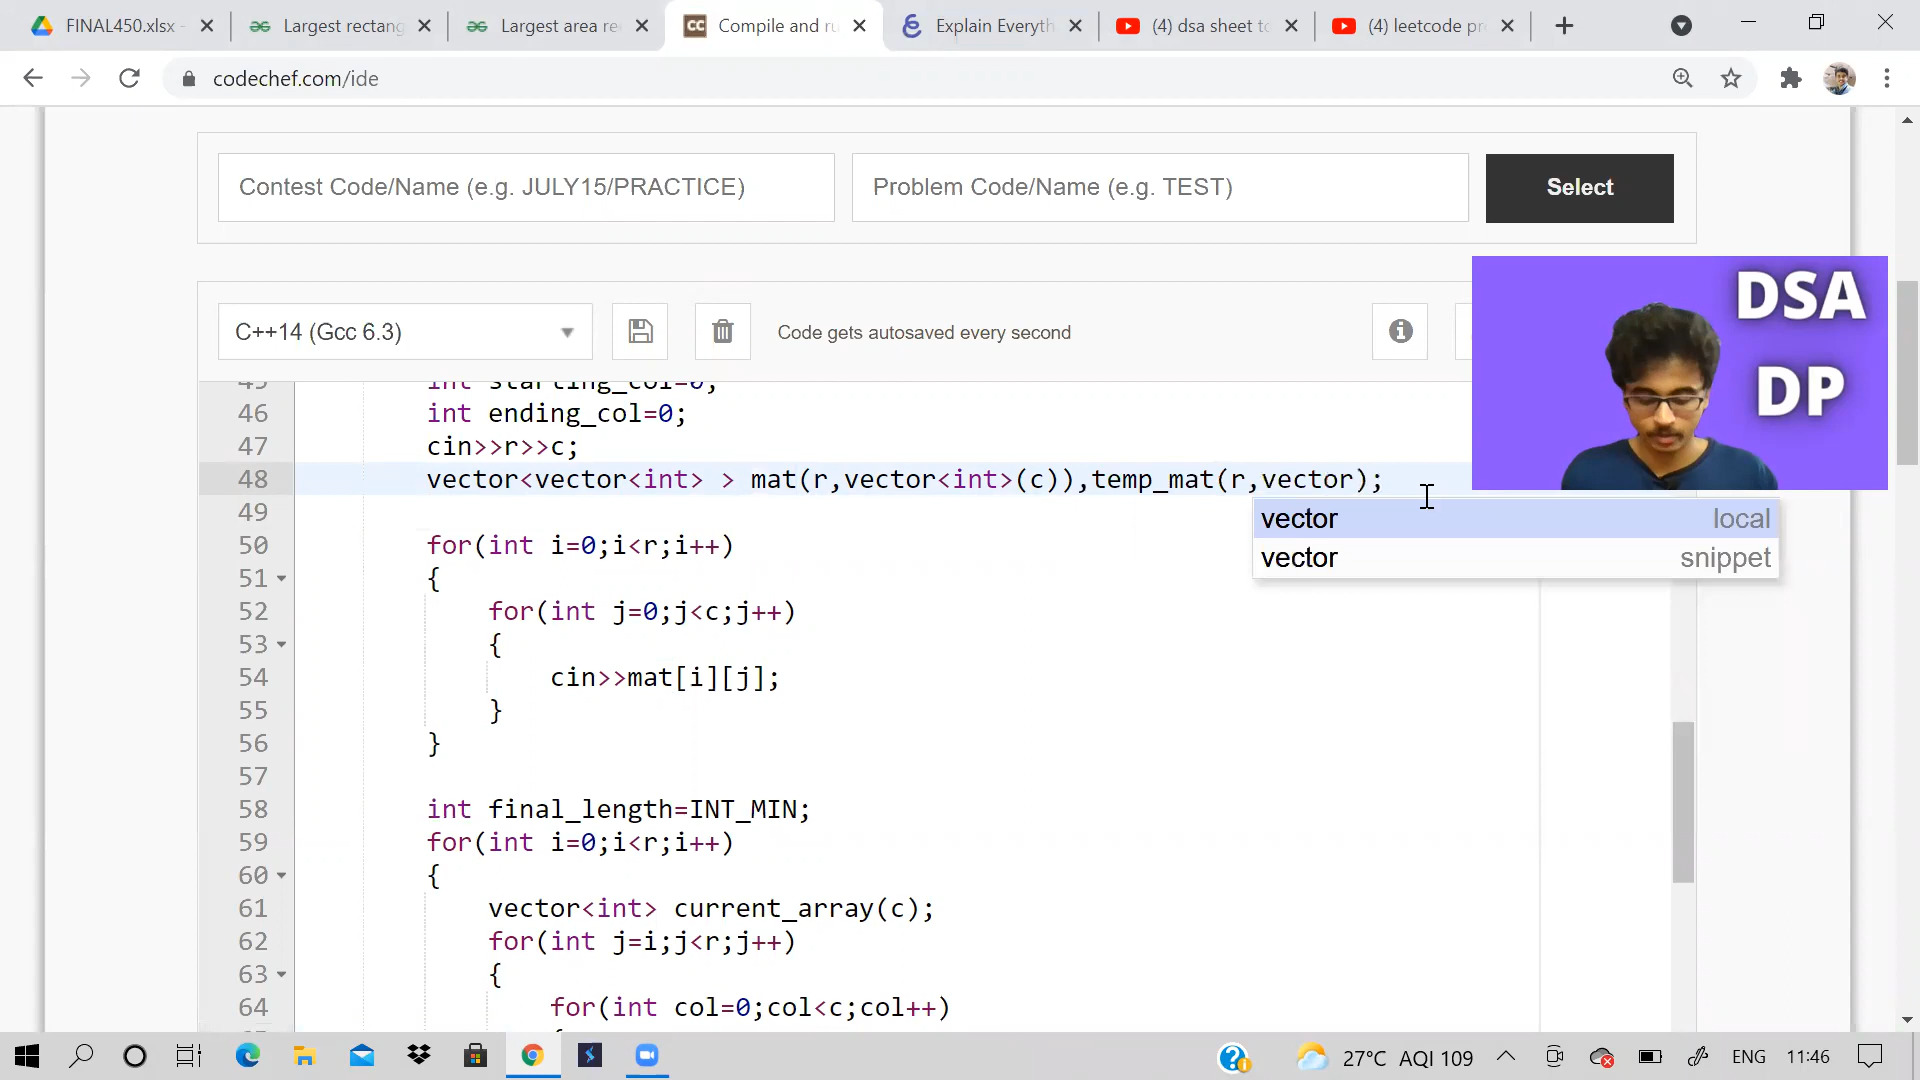 FINAL450.xlsx -
Largest rectang
Largest area re
Compile and ru
Explain Everyth
(4) dsa sheet to
(4) leetcode pr
codechef.com/ide
Contest Code/Name (e.g. JULY15/PRACTICE)
Problem Code/Name (e.g. TEST)
Select
C++14 (Gcc 6.3)
Code gets autosaved every second
DSA
DP
45 int starting_col=0;
46 int ending_col=0;
47 cin>>r>>c;
48 vector<vector<int> > mat(r,vector<int>(c)),temp_mat(r,vector);
vector local
vector snippet
49
50 for(int i=0;i<r;i++)
51 {
52 for(int j=0;j<c;j++)
53 {
54 cin>>mat[i][j];
55 }
56 }
57
58 int final_length=INT_MIN;
59 for(int i=0;i<r;i++)
60 {
61 vector<int> current_array(c);
62 for(int j=i;j<r;j++)
63 {
64 for(int col=0;col<c;col++)
27°C AQI 109
ENG
11:46